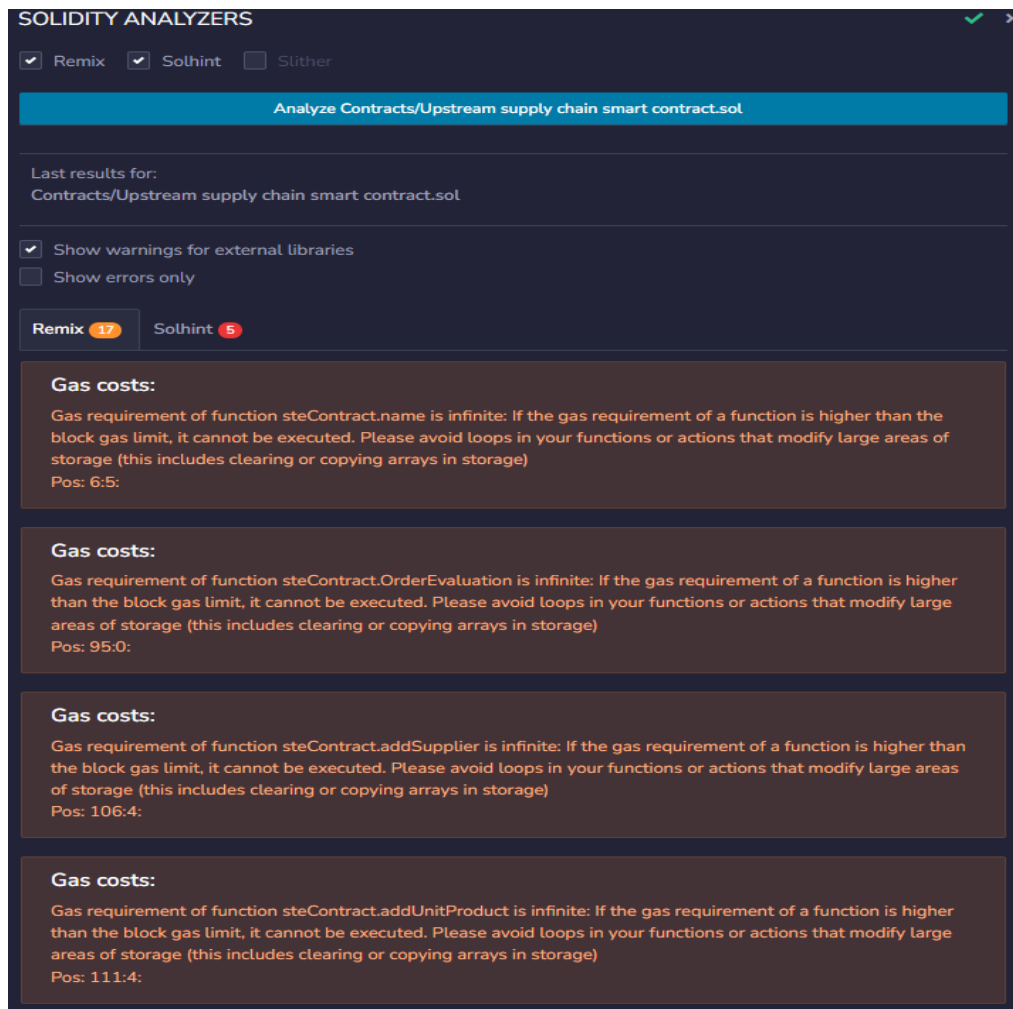 SOLIDITY ANALYZERS
Remix Solhint Slither
Analyze Contracts/Upstream supply chain smart contract.sol
Last results for:
Contracts/Upstream supply chain smart contract.sol
Show warnings for external libraries
Show errors only
Remix 17 Solhint 5
Gas costs:
Gas requirement of function steContract.name is infinite: If the gas requirement of a function is higher than the
block gas limit, it cannot be executed. Please avoid loops in your functions or actions that modify large areas of
storage (this includes clearing or copying arrays in storage)
Pos: 6:5:
Gas costs:
Gas requirement of function steContract.OrderEvaluation is infinite: If the gas requirement of a function is higher
than the block gas limit, it cannot be executed. Please avoid loops in your functions or actions that modify large
areas of storage (this includes clearing or copying arrays in storage)
Pos: 95:0:
Gas costs:
Gas requirement of function steContract.addSupplier is infinite: If the gas requirement of a function is higher than
the block gas limit, it cannot be executed. Please avoid loops in your functions or actions that modify large areas
of storage (this includes clearing or copying arrays in storage)
Pos: 106:4:
Gas costs:
Gas requirement of function steContract.addUnitProduct is infinite: If the gas requirement of a function is higher
than the block gas limit, it cannot be executed. Please avoid loops in your functions or actions that modify large
areas of storage (this includes clearing or copying arrays in storage)
Pos: 111:4: